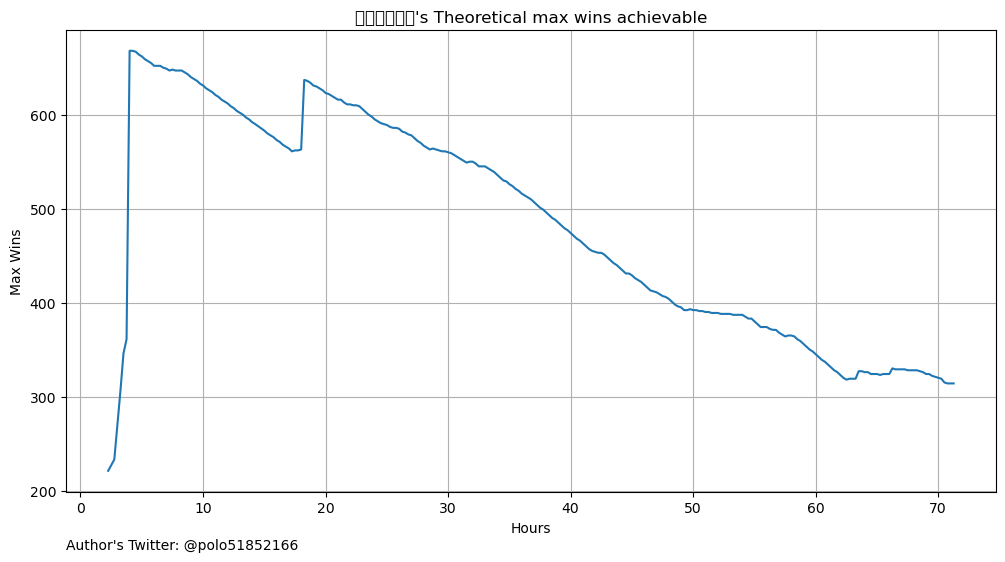 's Theoretical max wins achievable
Max Wins
600
500
400
300
200
0 10 20 30 40 50 60 70
Hours
Author's Twitter: @polo51852166